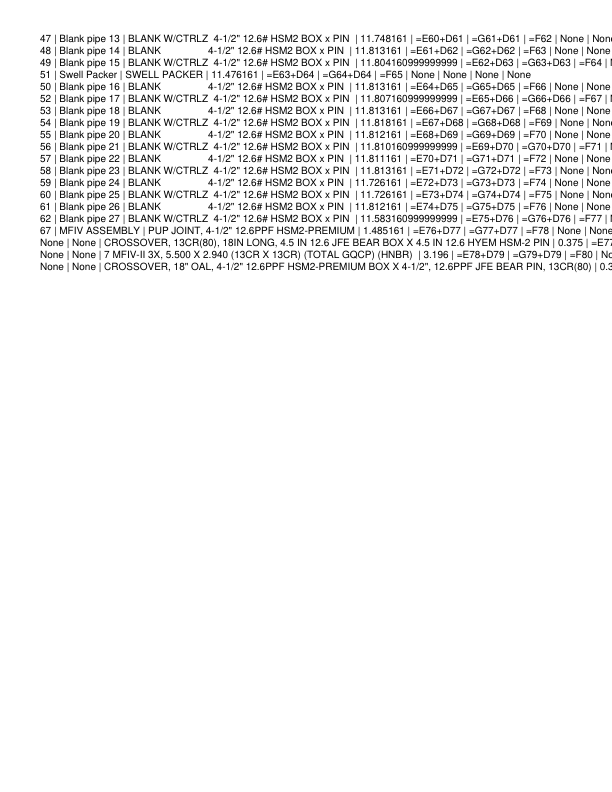 47 | Blank pipe 13 | BLANK W/CTRLZ 4-1/2" 12.6# HSM2 BOX x PIN | 11.748161 | =E60+D61 | =G61+D61 | =F62 | None | None
48 | Blank pipe 14 | BLANK 4-1/2" 12.6# HSM2 BOX x PIN | 11.813161 | =E61+D62 | =G62+D62 | =F63 | None | None
49 | Blank pipe 15 | BLANK W/CTRLZ 4-1/2" 12.6# HSM2 BOX x PIN | 11.804160999999999 | =E62+D63 | =G63+D63 | =F64 |
51 | Swell Packer | SWELL PACKER | 11.476161 | =E63+D64 | =G64+D64 | =F65 | None | None | None | None
50 | Blank pipe 16 | BLANK 4-1/2" 12.6# HSM2 BOX x PIN | 11.813161 | =E64+D65 | =G65+D65 | =F66 | None | None
52 | Blank pipe 17 | BLANK W/CTRLZ 4-1/2" 12.6# HSM2 BOX x PIN | 11.807160999999999 | =E65+D66 | =G66+D66 | =F67 |
53 | Blank pipe 18 | BLANK 4-1/2" 12.6# HSM2 BOX x PIN | 11.813161 | =E66+D67 | =G67+D67 | =F68 | None | None
54 | Blank pipe 19 | BLANK W/CTRLZ 4-1/2" 12.6# HSM2 BOX x PIN | 11.818161 | =E67+D68 | =G68+D68 | =F69 | None | None
55 | Blank pipe 20 | BLANK 4-1/2" 12.6# HSM2 BOX x PIN | 11.812161 | =E68+D69 | =G69+D69 | =F70 | None | None
56 | Blank pipe 21 | BLANK W/CTRLZ 4-1/2" 12.6# HSM2 BOX x PIN | 11.810160999999999 | =E69+D70 | =G70+D70 | =F71 |
57 | Blank pipe 22 | BLANK 4-1/2" 12.6# HSM2 BOX x PIN | 11.811161 | =E70+D71 | =G71+D71 | =F72 | None | None
58 | Blank pipe 23 | BLANK W/CTRLZ 4-1/2" 12.6# HSM2 BOX x PIN | 11.813161 | =E71+D72 | =G72+D72 | =F73 | None | None
59 | Blank pipe 24 | BLANK 4-1/2" 12.6# HSM2 BOX x PIN | 11.726161 | =E72+D73 | =G73+D73 | =F74 | None | None
60 | Blank pipe 25 | BLANK W/CTRLZ 4-1/2" 12.6# HSM2 BOX x PIN | 11.726161 | =E73+D74 | =G74+D74 | =F75 | None | None
61 | Blank pipe 26 | BLANK 4-1/2" 12.6# HSM2 BOX x PIN | 11.812161 | =E74+D75 | =G75+D75 | =F76 | None | None
62 | Blank pipe 27 | BLANK W/CTRLZ 4-1/2" 12.6# HSM2 BOX x PIN | 11.583160999999999 | =E75+D76 | =G76+D76 | =F77 |
67 | MFIV ASSEMBLY | PUP JOINT, 4-1/2" 12.6PPF HSM2-PREMIUM | 1.485161 | =E76+D77 | =G77+D77 | =F78 | None | None
None | None | CROSSOVER, 13CR(80), 18IN LONG, 4.5 IN 12.6 JFE BEAR BOX X 4.5 IN 12.6 HYEM HSM-2 PIN | 0.375 | =E77
None | None | 7 MFIV-II 3X, 5.500 X 2.940 (13CR X 13CR) (TOTAL GQCP) (HNBR) | 3.196 | =E78+D79 | =G79+D79 | =F80 |
None | None | CROSSOVER, 18" OAL, 4-1/2" 12.6PPF HSM2-PREMIUM BOX X 4-1/2", 12.6PPF JFE BEAR PIN, 13CR(80) | 0.3